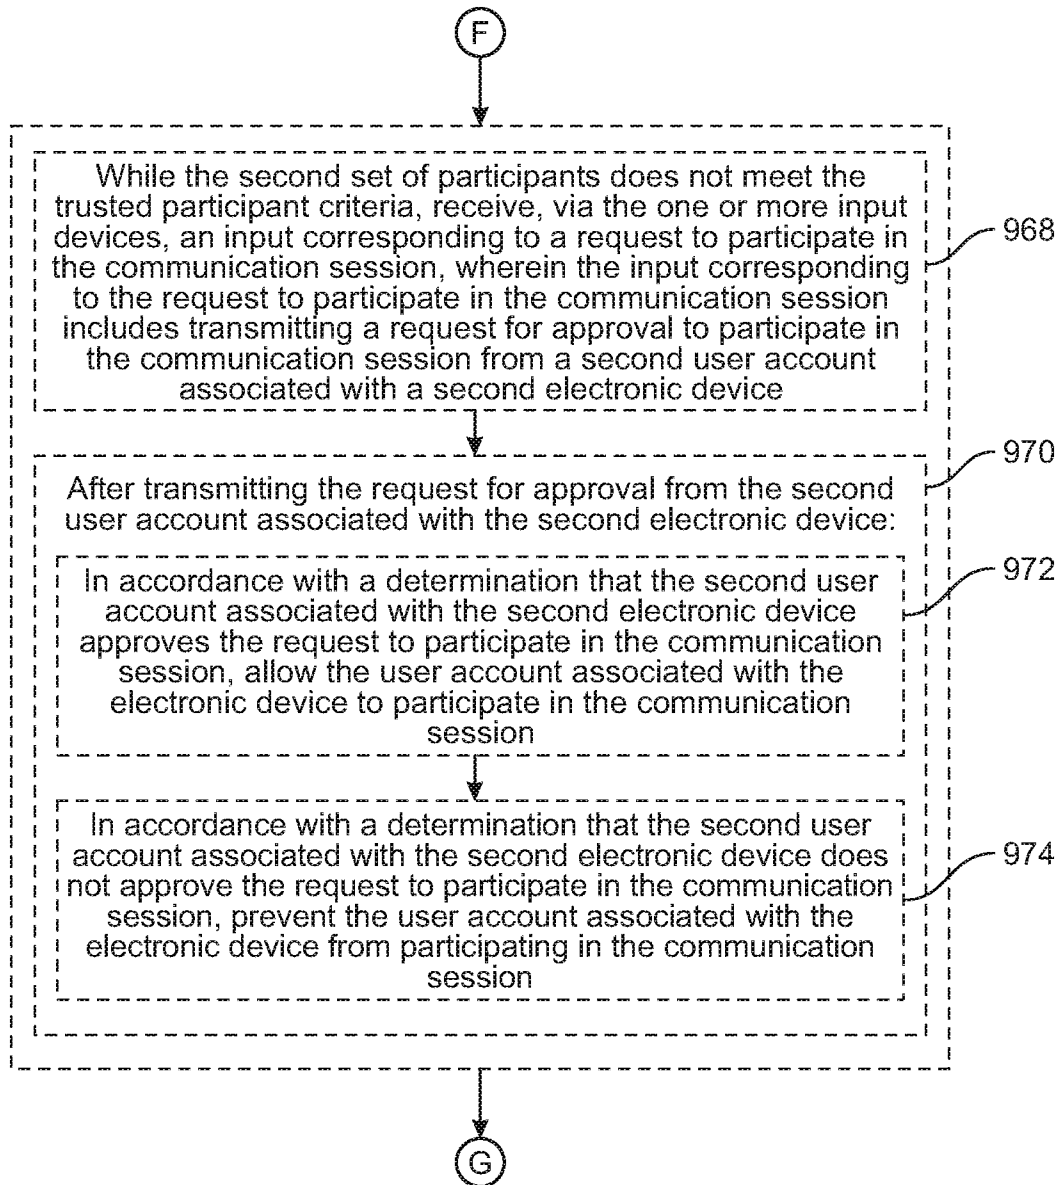 F
While the second set of participants does not meet the
trusted participant criteria, receive, via the one or more input
devices, an input corresponding to a request to participate in
the communication session, wherein the input corresponding
to the request to participate in the communication session
includes transmitting a request for approval to participate in
the communication session from a second user account
associated with a second electronic device
968
970
After transmitting the request for approval from the second
user account associated with the second electronic device:
In accordance with a determination that the second user
account associated with the second electronic device
approves the request to participate in the communication
session, allow the user account associated with the
electronic device to participate in the communication
session
972
In accordance with a determination that the second user
account associated with the second electronic device does
not approve the request to participate in the communication
session, prevent the user account associated with the
electronic device from participating in the communication
session
974
G